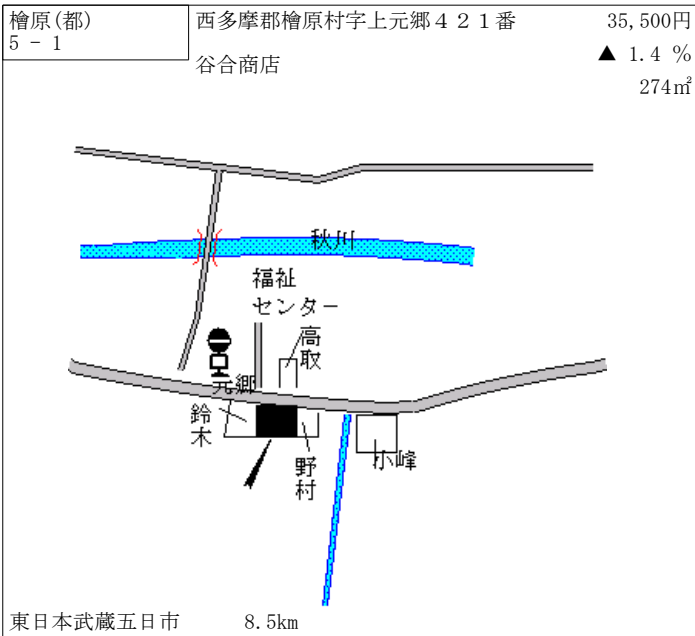 檜原(都)
5 - 1
西多摩郡檜原村字上元郷４２１番
谷合商店
35,500円
▲ 1.4 %
274㎡
秋川
福祉
センター
高取
元郷
鈴木
野村
小峰
東日本武蔵五日市 8.5km